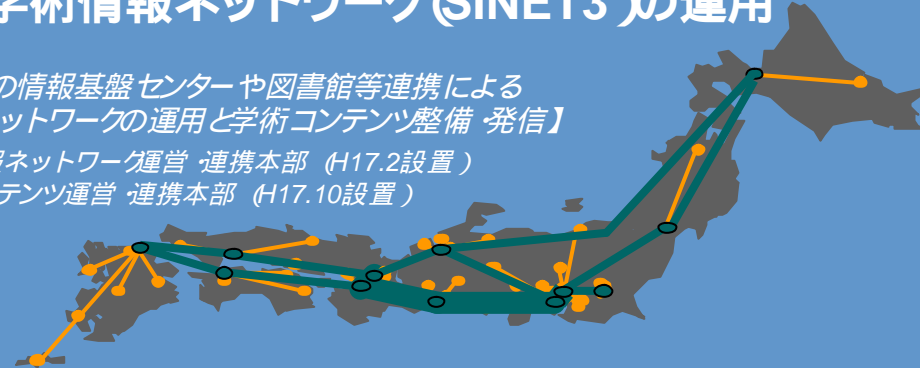 学術情報ネットワーク(SINET3)の運用
の情報基盤センターや図書館等連携による
ットワークの運用と学術コンテンツ整備・発信】
ネットワーク運営・連携本部（H17.2設置）
テンツ運営・連携本部（H17.10設置）